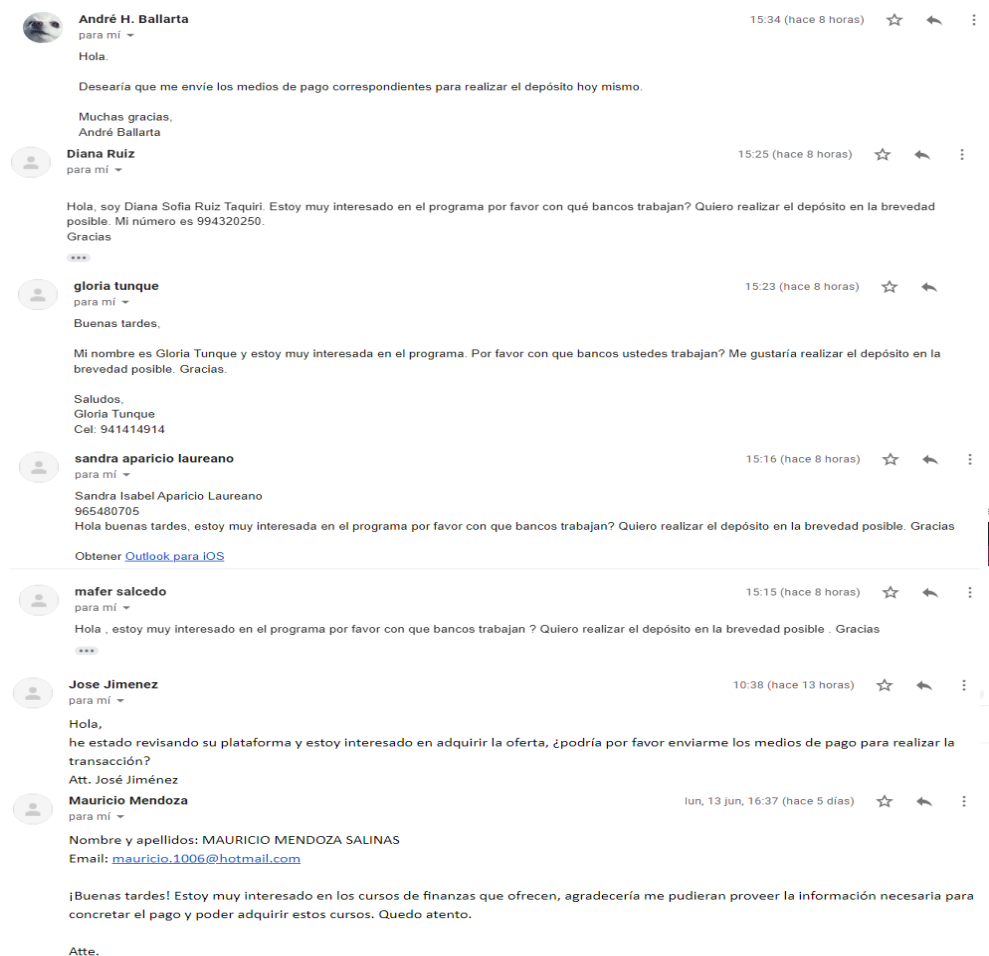 André H. Ballarta
15:34 (hace 8 horas)
para mí
Hola.
Desearía que me envíe los medios de pago correspondientes para realizar el depósito hoy mismo.
Muchas gracias,
André Ballarta
Diana Ruiz
15:25 (hace 8 horas)
para mí
Hola, soy Diana Sofia Ruiz Taquiri. Estoy muy interesado en el programa por favor con qué bancos trabajan? Quiero realizar el depósito en la brevedad
posible. Mi número es 994320250.
Gracias
gloria tunque
15:23 (hace 8 horas)
para mí
Buenas tardes,
Mi nombre es Gloria Tunque y estoy muy interesada en el programa. Por favor con que bancos ustedes trabajan? Me gustaría realizar el depósito en la
brevedad posible. Gracias.
Saludos,
Gloria Tunque
Cel: 941414914
sandra aparicio laureano
15:16 (hace 8 horas)
para mí
Sandra Isabel Aparicio Laureano
965480705
Hola buenas tardes, estoy muy interesada en el programa por favor con que bancos trabajan? Quiero realizar el depósito en la brevedad posible. Gracias
Obtener Outlook para iOS
mafer salcedo
15:15 (hace 8 horas)
para mí
Hola , estoy muy interesado en el programa por favor con que bancos trabajan ? Quiero realizar el depósito en la brevedad posible . Gracias
Jose Jimenez
10:38 (hace 13 horas)
para mí
Hola,
he estado revisando su plataforma y estoy interesado en adquirir la oferta, ¿podría por favor enviarme los medios de pago para realizar la
transacción?
Att. José Jiménez
Mauricio Mendoza
lun, 13 jun, 16:37 (hace 5 días)
para mí
Nombre y apellidos: MAURICIO MENDOZA SALINAS
Email: mauricio.1006@hotmail.com
¡Buenas tardes! Estoy muy interesado en los cursos de finanzas que ofrecen, agradecería me pudieran proveer la información necesaria para
concretar el pago y poder adquirir estos cursos. Quedo atento.
Atte.